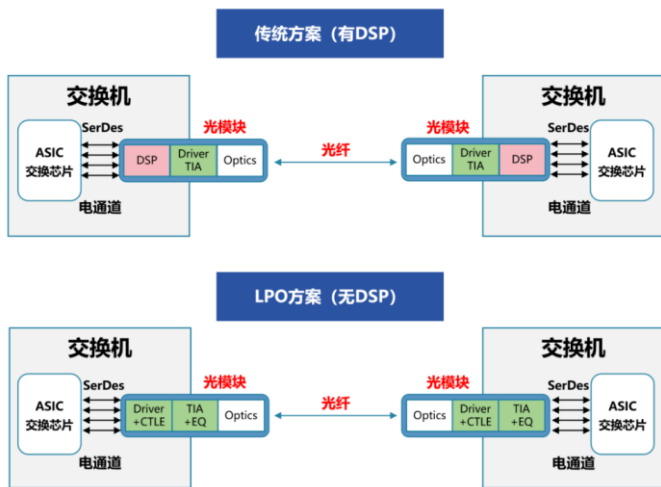 传统方案（有DSP）
交换机
SerDes
ASIC
交换芯片
电通道
光模块
DSP
Driver
TIA
Optics
光纤
交换机
光模块
SerDes
Optics
Driver
TIA
DSP
ASIC
交换芯片
电通道
LPO方案（无DSP）
交换机
SerDes
ASIC
交换芯片
电通道
光模块
Driver
+CTLE
TIA
+EQ
Optics
光纤
交换机
光模块
SerDes
Optics
Driver
+CTLE
TIA
+EQ
ASIC
交换芯片
电通道